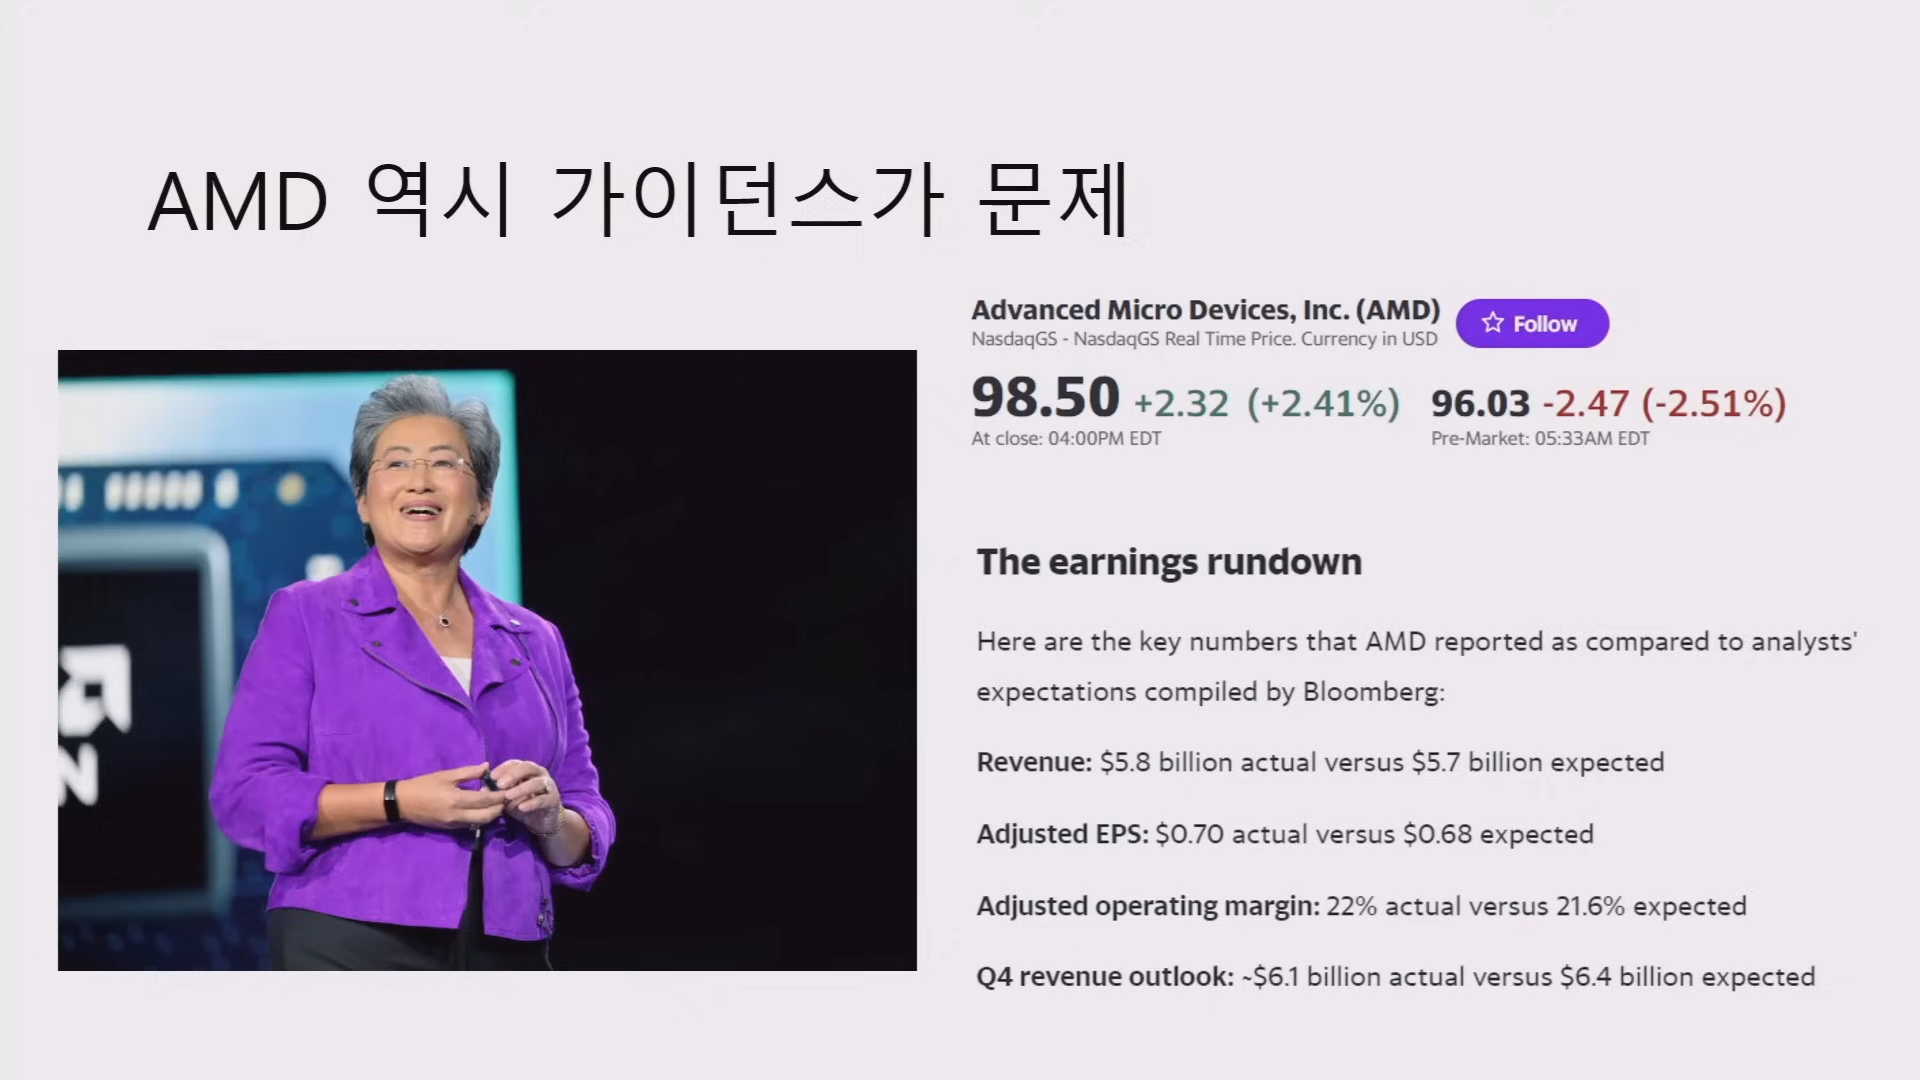 AMD 역시 가이던스가 문제
Advanced Micro Devices, Inc. (AMD)
Follow
NasdaqGS - NasdaqGS Real Time Price. Currency in USD
98.50 +2.32 (+2.41%) 96.03 -2.47 (-2.51%)
At close: 04:00PM EDT Pre-Market: 05:33AM EDT
The earnings rundown
Here are the key numbers that AMD reported as compared to analysts'
expectations compiled by Bloomberg:
Revenue: $5.8 billion actual versus $5.7 billion expected
Adjusted EPS: $0.70 actual versus $0.68 expected
Adjusted operating margin: 22% actual versus 21.6% expected
Q4 revenue outlook: ~$6.1 billion actual versus $6.4 billion expected